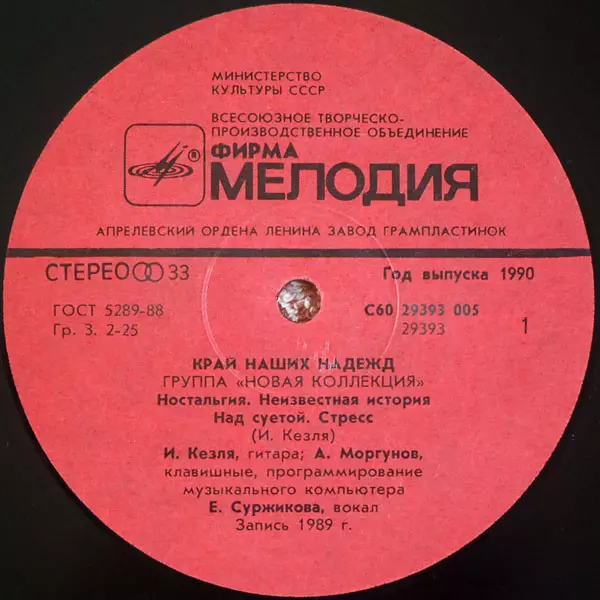 МИНИСТЕРСТВО
КУЛЬТУРЫ СССР
ВСЕСОЮЗНОЕ ТВОРЧЕСКО-
ПРОИЗВОДСТВЕННОЕ ОБЪЕДИНЕНИЕ
®
ФИРМА
МЕЛОДИЯ
АПРЕЛЕВСКИЙ ОРДЕНА ЛЕНИНА ЗАВОД ГРАМПЛАСТИНОК
СТЕРЕО 33
Год выпуска 1990
ГОСТ 5289-88
Гр. 3. 2-25
С60 29393 005
29393
1
КРАЙ НАШИХ НАДЕЖД
ГРУППА «НОВАЯ КОЛЛЕКЦИЯ»
Ностальгия. Неизвестная история
Над суетой. Стресс
(И. Кезля)
И. Кезля, гитара; А. Моргунов,
клавишные, программирование
музыкального компьютера
Е. Суржикова, вокал
Запись 1989 г.